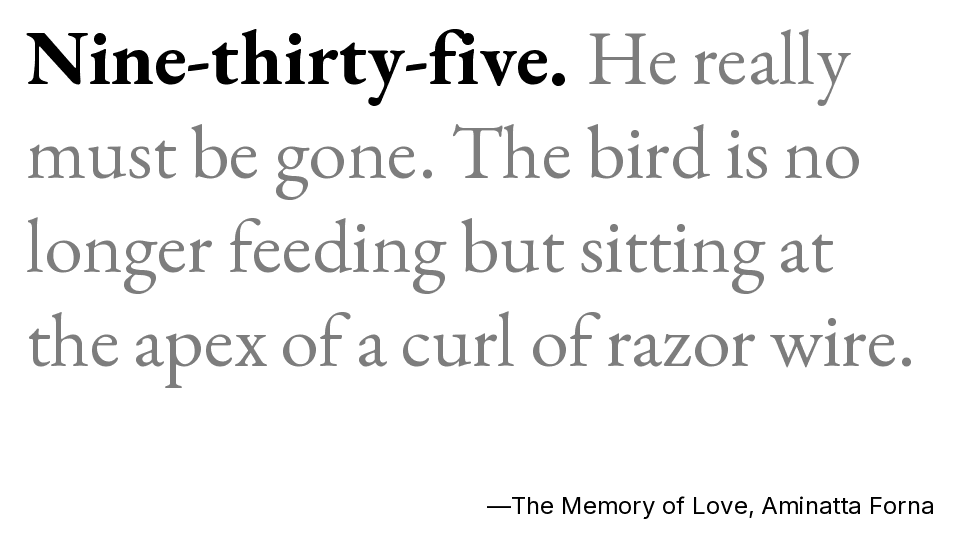 Nine-thirty-five. He really
must be gone. The bird is no
longer feeding but sitting at
the apex of a curl of razor wire.
—The Memory of Love, Aminatta Forna